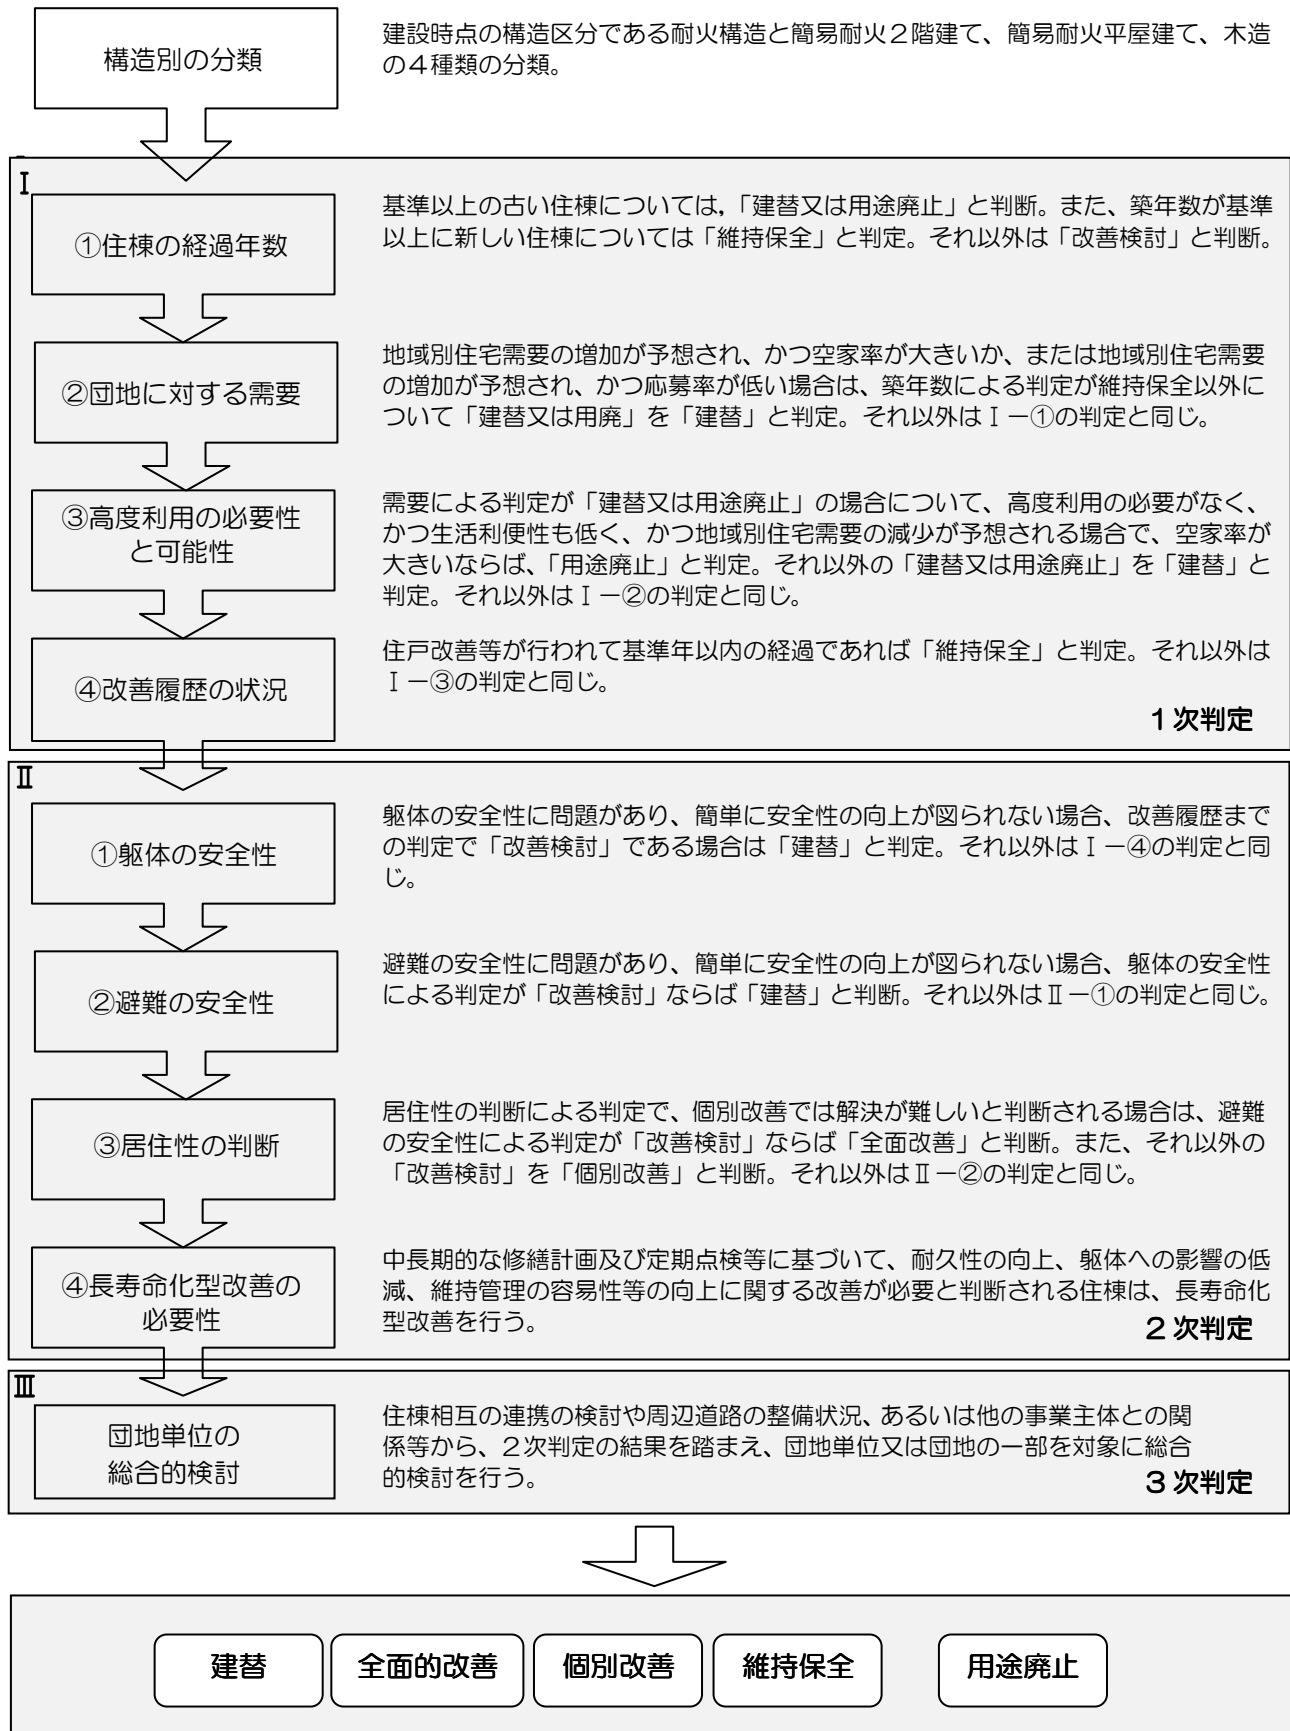 構造別の分類
建設時点の構造区分である耐火構造と簡易耐火２階建て、簡易耐火平屋建て、木造
の４種類の分類。
Ⅰ
①住棟の経過年数
基準以上の古い住棟については，「建替又は用途廃止」と判断。また、築年数が基準
以上に新しい住棟については「維持保全」と判定。それ以外は「改善検討」と判断。
②団地に対する需要
地域別住宅需要の増加が予想され、かつ空家率が大きいか、または地域別住宅需要
の増加が予想され、かつ応募率が低い場合は、築年数による判定が維持保全以外に
ついて「建替又は用廃」を「建替」と判定。それ以外はⅠ－①の判定と同じ。
③高度利用の必要性
と可能性
需要による判定が「建替又は用途廃止」の場合について、高度利用の必要がなく、
かつ生活利便性も低く、かつ地域別住宅需要の減少が予想される場合で、空家率が
大きいならば、「用途廃止」と判定。それ以外の「建替又は用途廃止」を「建替」と
判定。それ以外はⅠ－②の判定と同じ。
④改善履歴の状況
住戸改善等が行われて基準年以内の経過であれば「維持保全」と判定。それ以外は
Ⅰ－③の判定と同じ。
１次判定
Ⅱ
①躯体の安全性
躯体の安全性に問題があり、簡単に安全性の向上が図られない場合、改善履歴まで
の判定で「改善検討」である場合は「建替」と判定。それ以外はⅠ－④の判定と同
じ。
②避難の安全性
避難の安全性に問題があり、簡単に安全性の向上が図られない場合、躯体の安全性
による判定が「改善検討」ならば「建替」と判断。それ以外はⅡ－①の判定と同じ。
③居住性の判断
居住性の判断による判定で、個別改善では解決が難しいと判断される場合は、避難
の安全性による判定が「改善検討」ならば「全面改善」と判断。また、それ以外の
「改善検討」を「個別改善」と判断。それ以外はⅡ－②の判定と同じ。
④長寿命化型改善の
必要性
中長期的な修繕計画及び定期点検等に基づいて、耐久性の向上、躯体への影響の低
減、維持管理の容易性等の向上に関する改善が必要と判断される住棟は、長寿命化
型改善を行う。
２次判定
Ⅲ
団地単位の
総合的検討
住棟相互の連携の検討や周辺道路の整備状況、あるいは他の事業主体との関
係等から、２次判定の結果を踏まえ、団地単位又は団地の一部を対象に総合
的検討を行う。
３次判定
建替
全面的改善
個別改善
維持保全
用途廃止